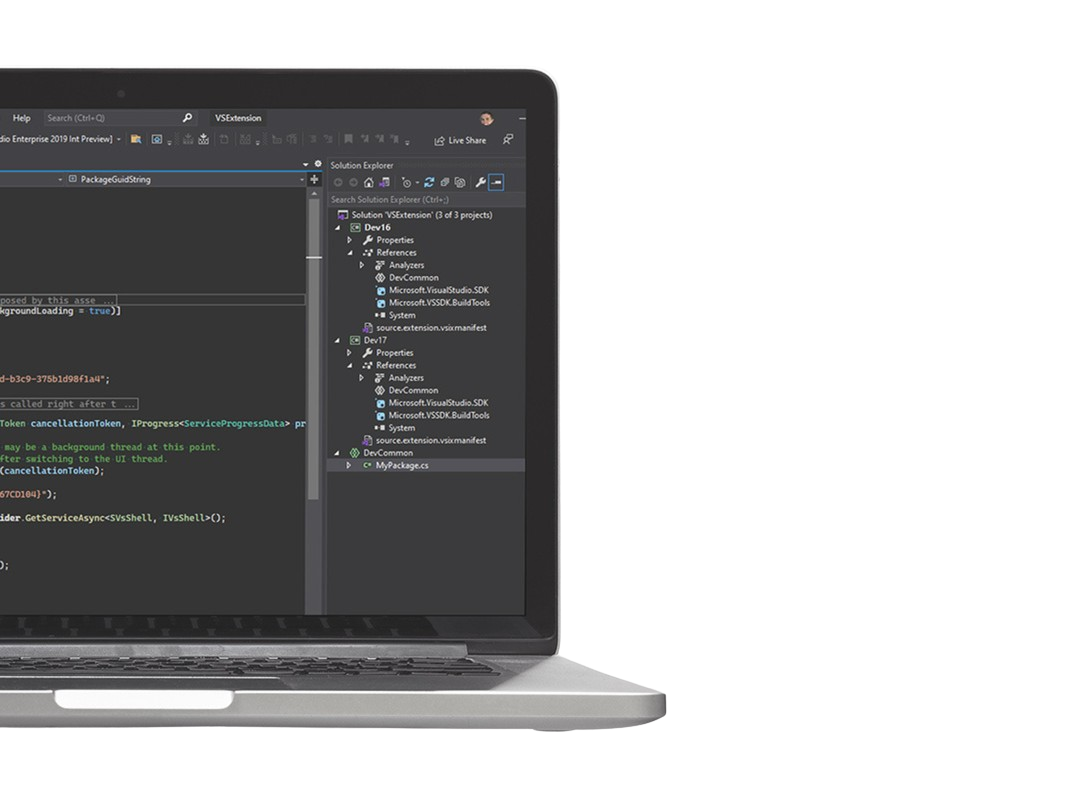 Help Search (Ctrl+Q) VSExtension
dio Enterprise 2019 Int Preview] Live Share
Solution Explorer
PackageGuidString
Search Solution Explorer (Ctrl+;)
Solution 'VSExtension' (3 of 3 projects)
Dev16
Properties
References
Analyzers
DevCommon
Microsoft.VisualStudio.SDK
Microsoft.VSSDK.BuildTools
System
source.extension.vsixmanifest
Dev17
Properties
References
Analyzers
DevCommon
Microsoft.VisualStudio.SDK
Microsoft.VSSDK.BuildTools
System
source.extension.vsixmanifest
DevCommon
C# MyPackage.cs
posed by this asse ...
kgroundLoading = true)]
d-b3c9-375b1d98f1a4";
s called right after t ...
Token cancellationToken, IProgress<ServiceProgressData> pr
may be a background thread at this point.
fter switching to the UI thread.
(cancellationToken);
67CD104}");
ider.GetServiceAsync<SVsShell, IVsShell>();
);